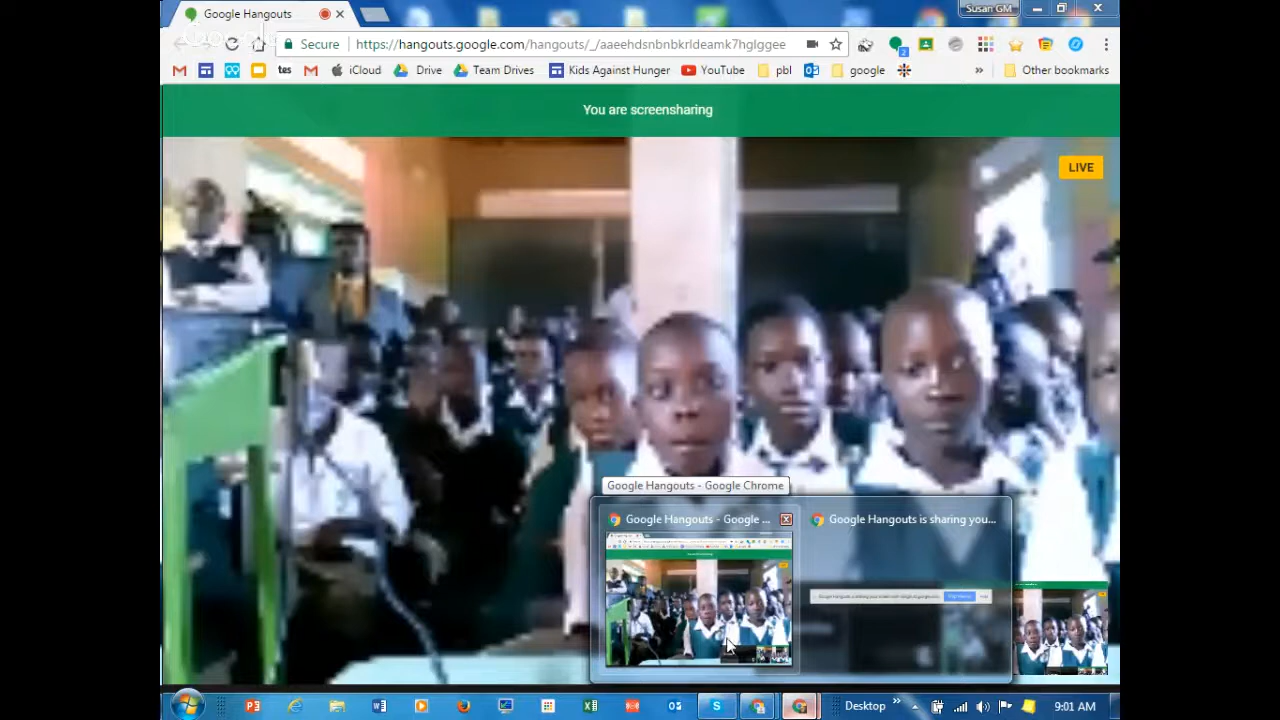 Google Hangouts
Susan GM
Secure https://hangouts.google.com/hangouts/_/aaeehdsnbnbkrldeamk7hglggee
2
tes iCloud Drive Team Drives Kids Against Hunger YouTube pbl google » Other bookmarks
You are screensharing
LIVE
Google Hangouts - Google Chrome
Google Hangouts - Google ...
Google Hangouts is sharing you...
Desktop » 9:01 AM